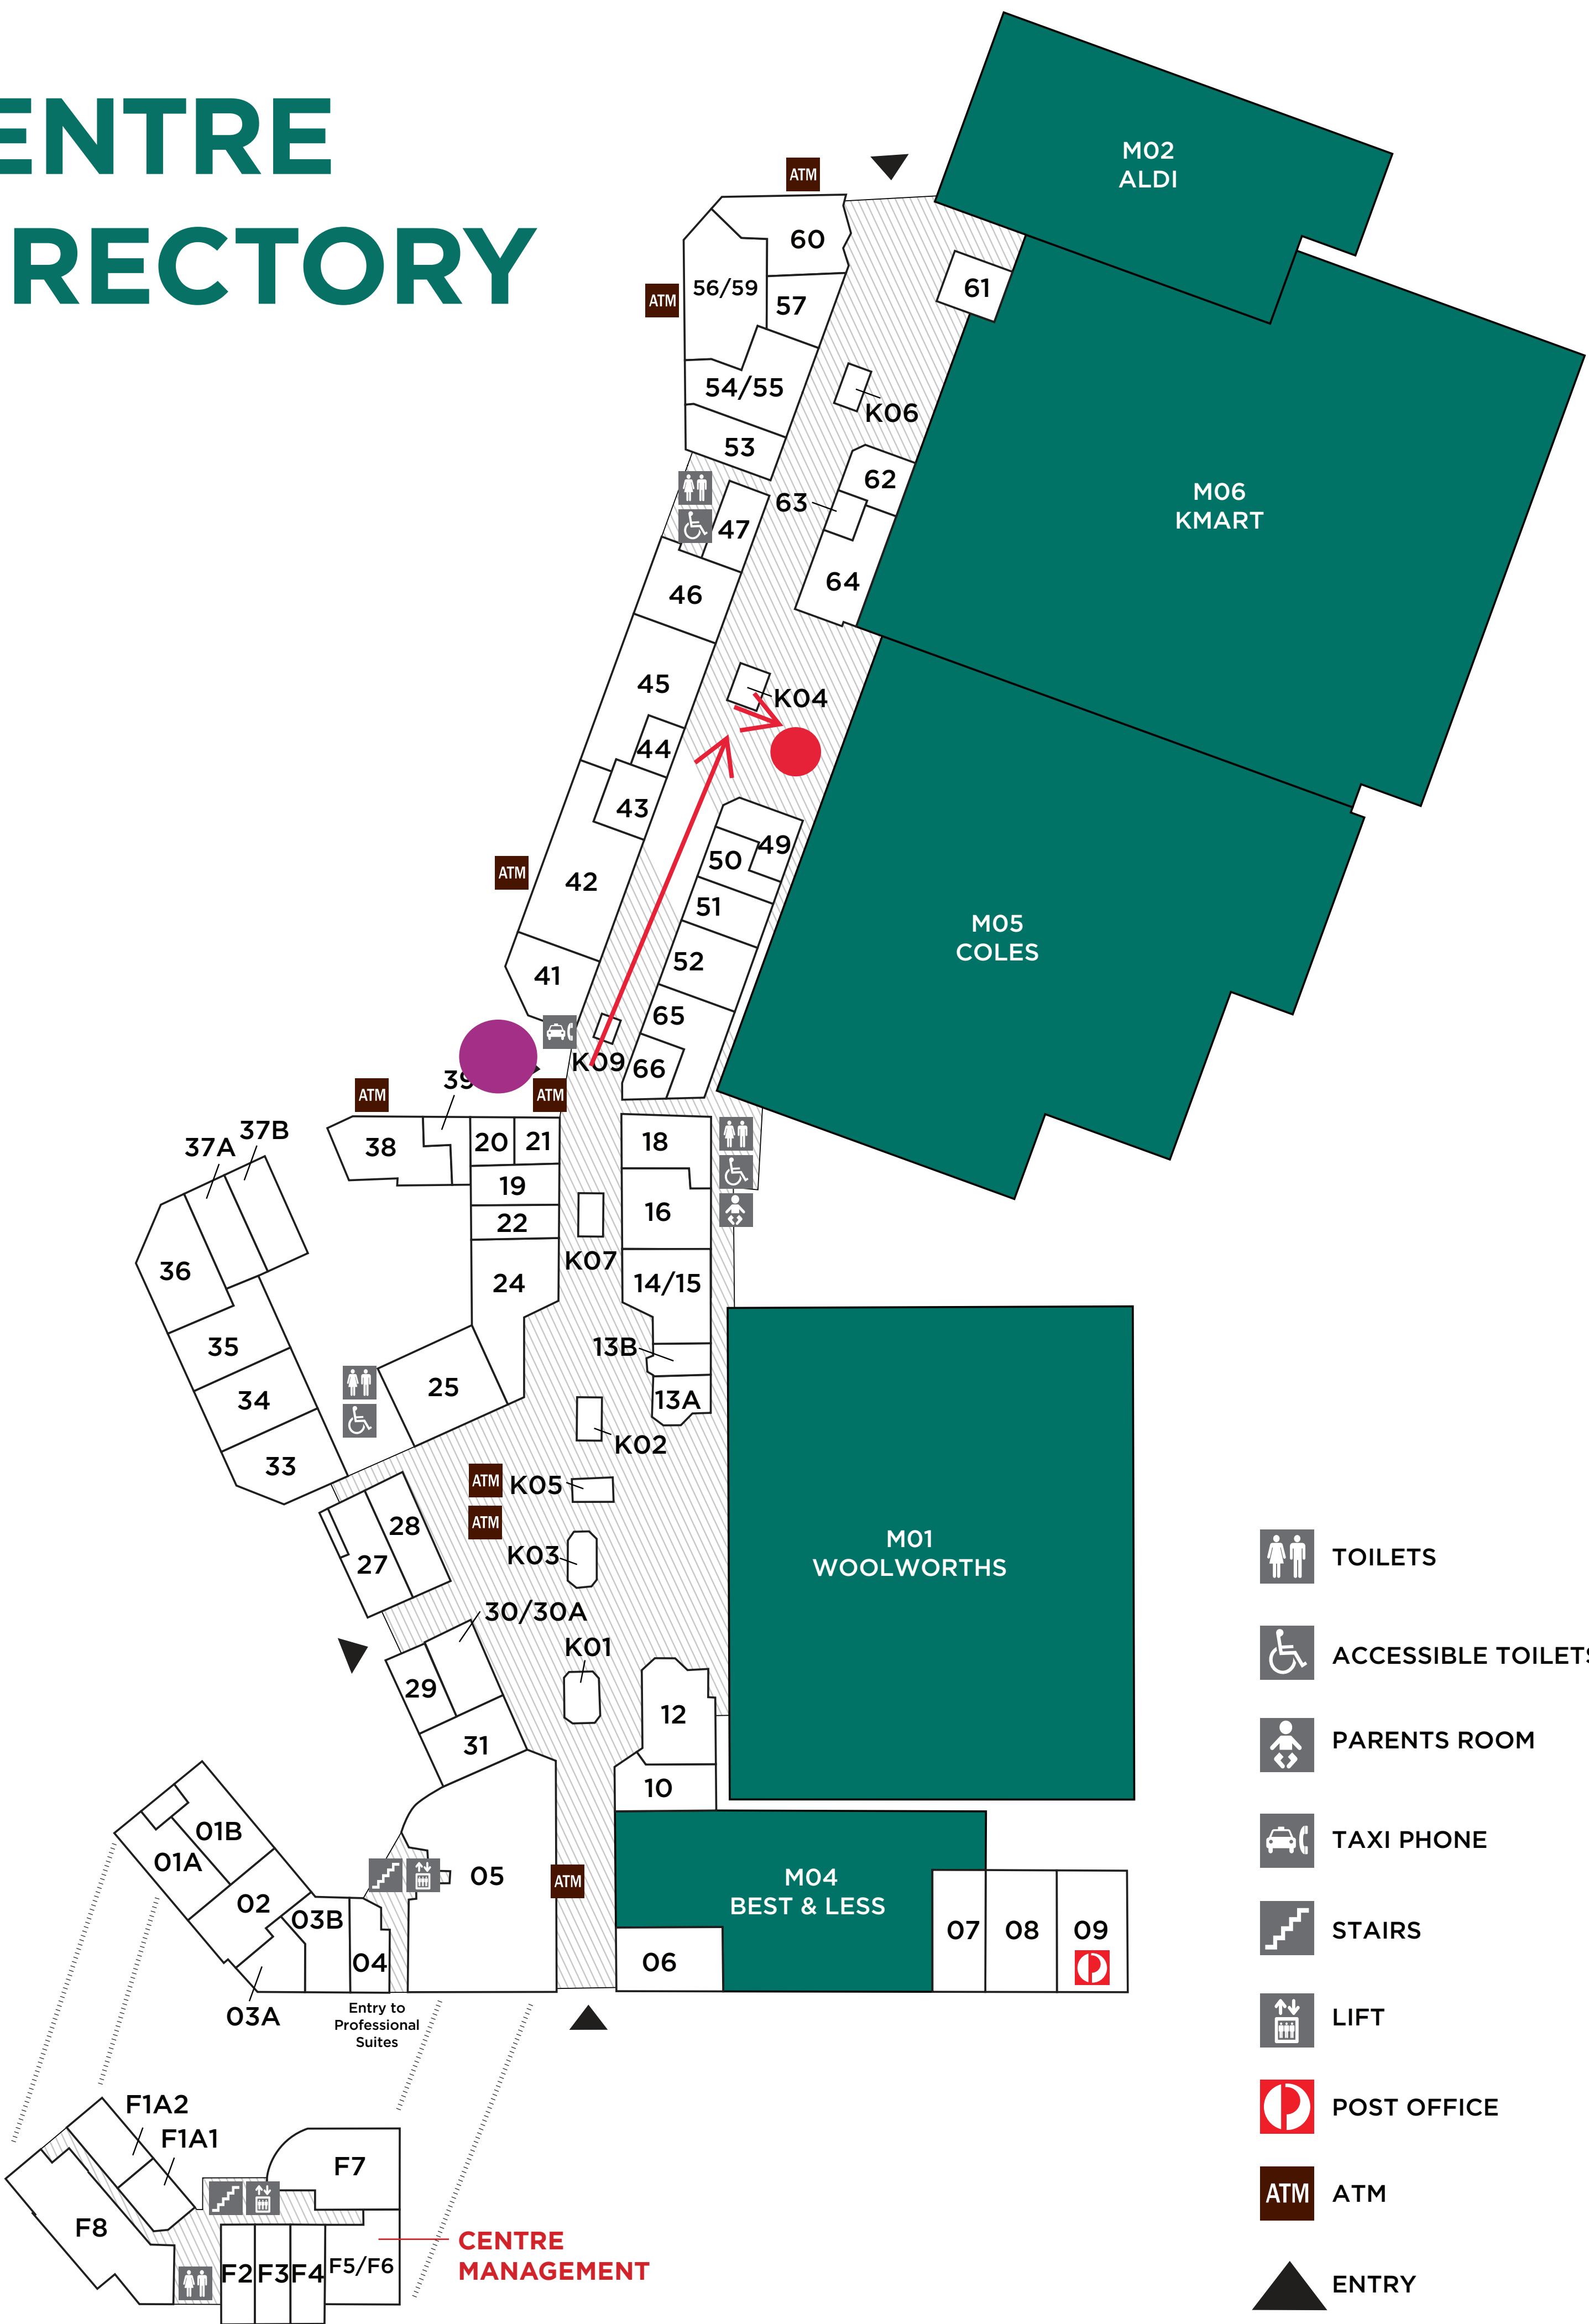 ENTRE
RECTORY
M02
ALDI
ATM
60
61
56/59
ATM
57
54/55
K06
53
62
M06
KMART
63
47
64
46
45
K04
44
43
49
50
ATM
42
51
M05
COLES
52
41
65
K09
66
39
ATM
ATM
37B
37A
38
20
21
18
19
16
22
K07
36
24
14/15
35
13B
25
13A
34
K02
33
ATM
K05
28
ATM
M01
WOOLWORTHS
K03
27
30/30A
K01
29
12
31
10
01B
01A
05
ATM
M04
BEST & LESS
02
03B
07
08
09
04
06
03A
Entry to
Professional
Suites
F1A2
F1A1
F7
F8
F2
F3
F4
F5/F6
CENTRE
MANAGEMENT
TOILETS
ACCESSIBLE TOILETS
PARENTS ROOM
TAXI PHONE
STAIRS
LIFT
POST OFFICE
ATM
ATM
ENTRY